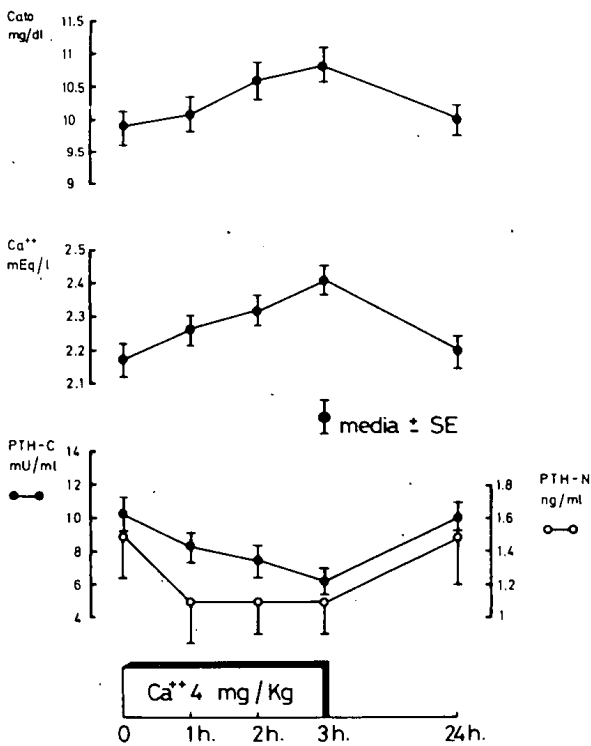 Cato
mg/dl
11.5
11
10.5
10
9.5
9
Ca++
mEq/l
2.5
2.4
2.3
2.2
2.1
media ± SE
PTH-C
mU/ml
14
12
10
8
6
4
PTH-N
ng/ml
1.8
1.6
1.4
1.2
1
Ca++ 4 mg/Kg
0 1h. 2h. 3h. 24h.